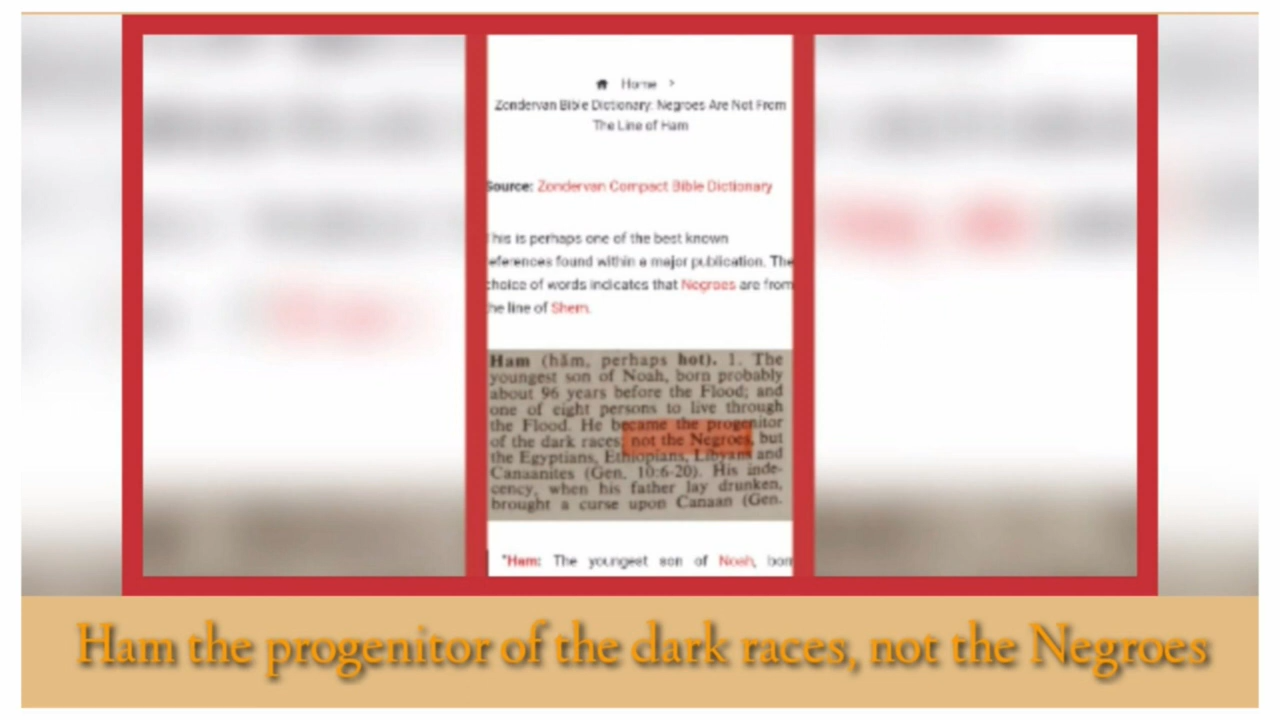 Home >
Zondervan Bible Dictionary: Negroes Are Not From
The Line of Ham
Source: Zondervan Compact Bible Dictionary
This is perhaps one of the best known
eferences found within a major publication. The
choice of words indicates that Negroes are from
the line of Shem.
Ham (hăm, perhaps hot). 1. The
youngest son of Noah, born probably
about 96 years before the Flood; and
one of eight persons to live through
the Flood. He became the progenitor
of the dark races; not the Negroes, but
the Egyptians, Ethiopians, Libyans and
Canaanites (Gen. 10:6-20). His inde-
cency, when his father lay drunken,
brought a curse upon Canaan (Gen.
"Ham: The youngest son of Noah, born
Ham the progenitor of the dark races, not the Negroes